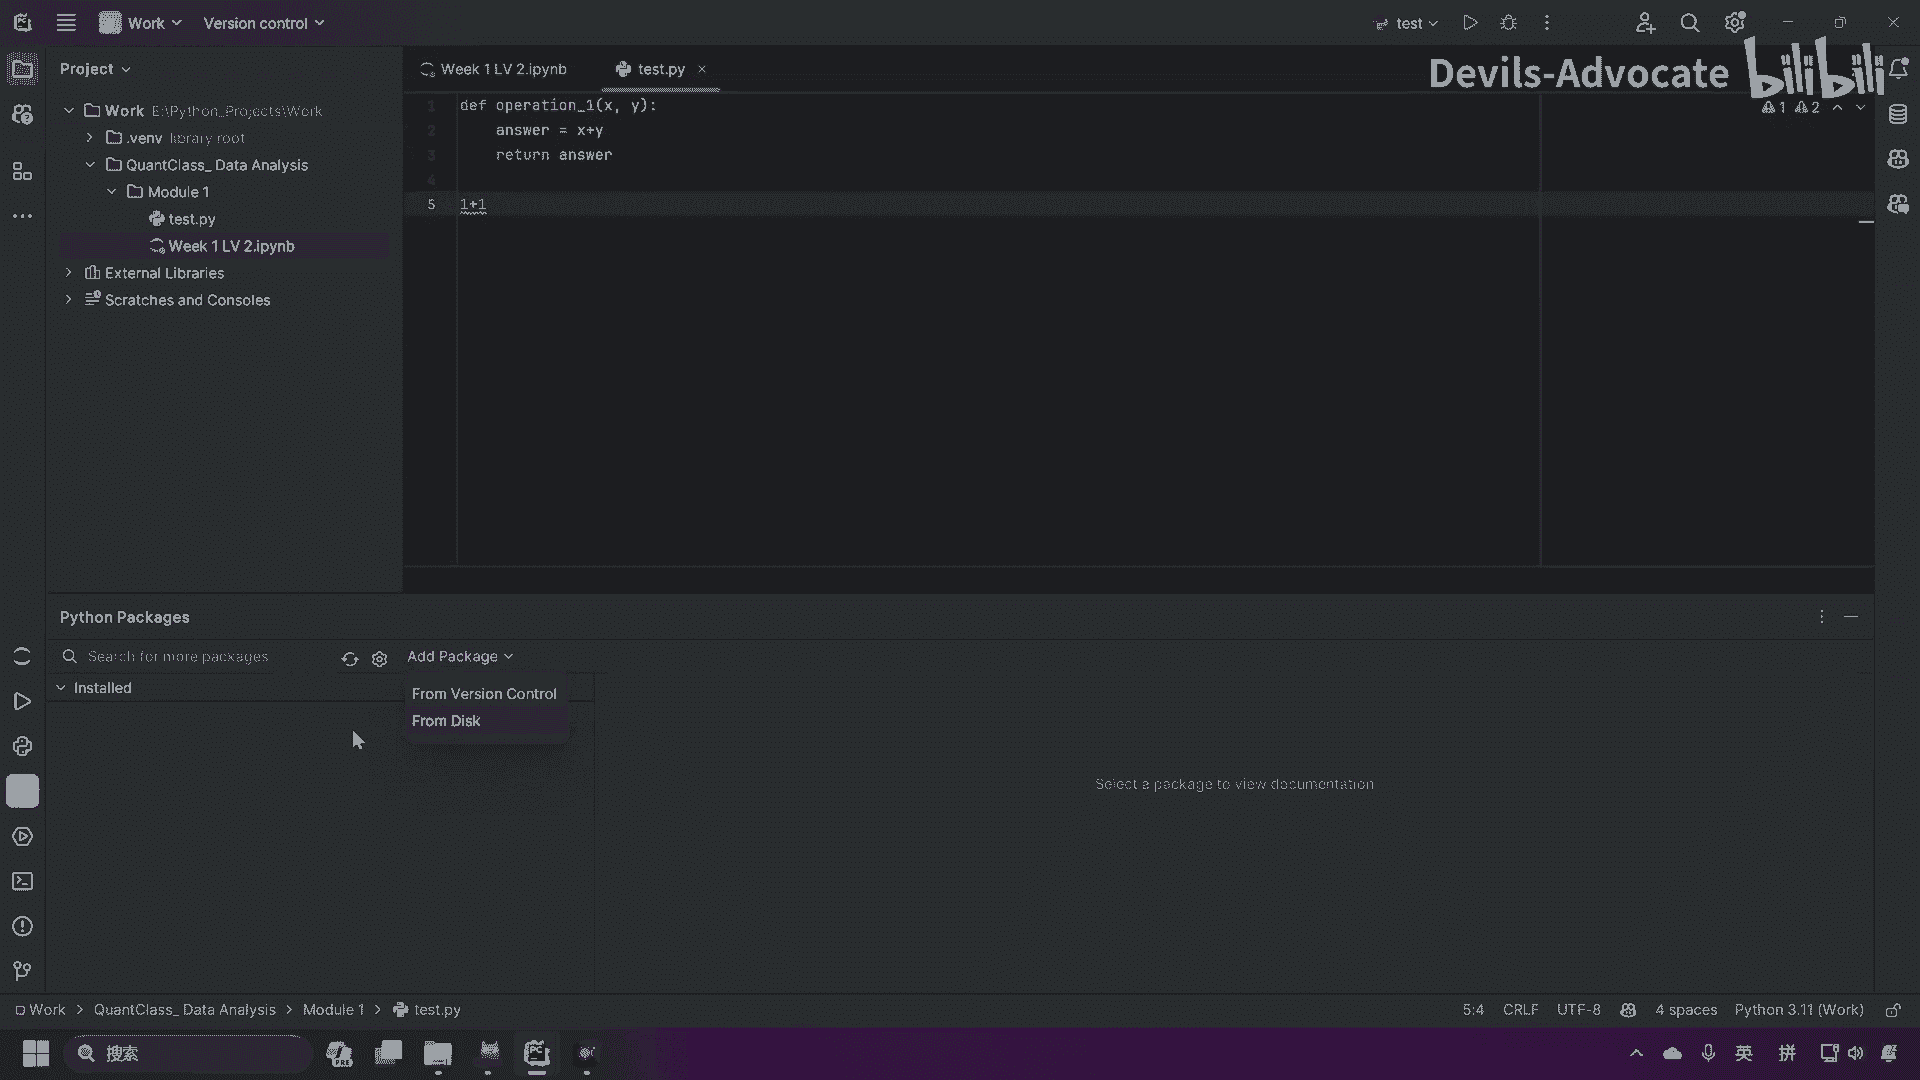 Work
Version control
test
Devils-Advocate bilibili
Project
Week 1 LV 2.ipynb
test.py
1 2
Work E:\Python_Projects\Work
.venv library root
QuantClass_ Data Analysis
Module 1
test.py
Week 1 LV 2.ipynb
External Libraries
Scratches and Consoles
1 def operation_1(x, y):
2 answer = x+y
3 return answer
4
5 1+1
Python Packages
Search for more packages
Add Package
Installed
From Version Control
From Disk
Select a package to view documentation
Work > QuantClass_ Data Analysis > Module 1 > test.py
5:4 CRLF UTF-8 4 spaces Python 3.11 (Work)
搜索
PRE
PC
英
拼